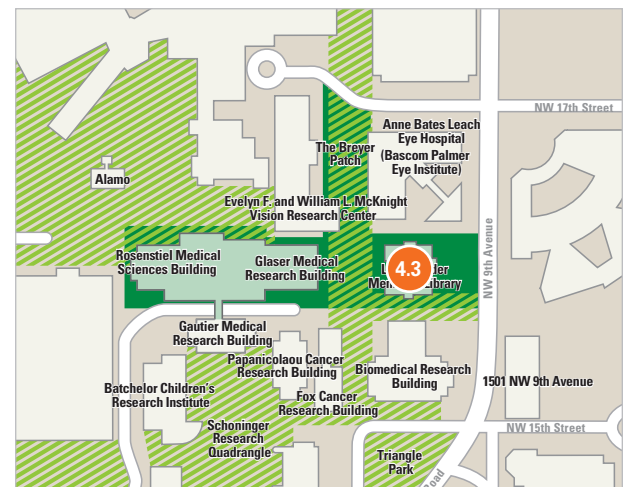 NW 17th Street
Anne Bates Leach
Eye Hospital
(Bascom Palmer
Eye Institute)
The Breyer
Patch
Alamo
Evelyn F. and William L. McKnight
Vision Research Center
NW 9th Avenue
Rosenstiel Medical
Sciences Building
Glaser Medical
Research Building
4.3
Library
Gautier Medical
Research Building
Papanicolaou Cancer
Research Building
Biomedical Research
Building
1501 NW 9th Avenue
Batchelor Children's
Research Institute
Fox Cancer
Research Building
Schoninger
Research
Quadrangle
NW 15th Street
Triangle
Park
Road